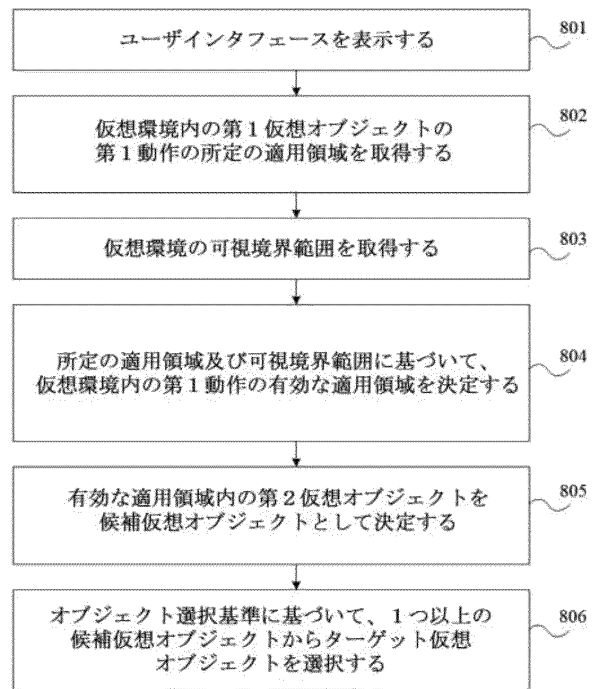 ユーザインタフェースを表示する
801
仮想環境内の第1仮想オブジェクトの
第1動作の所定の適用領域を取得する
802
仮想環境の可視境界範囲を取得する
803
所定の適用領域及び可視境界範囲に基づいて、
仮想環境内の第1動作の有効な適用領域を決定する
804
有効な適用領域内の第2仮想オブジェクトを
候補仮想オブジェクトとして決定する
805
オブジェクト選択基準に基づいて、1つ以上の
候補仮想オブジェクトからターゲット仮想
オブジェクトを選択する
806